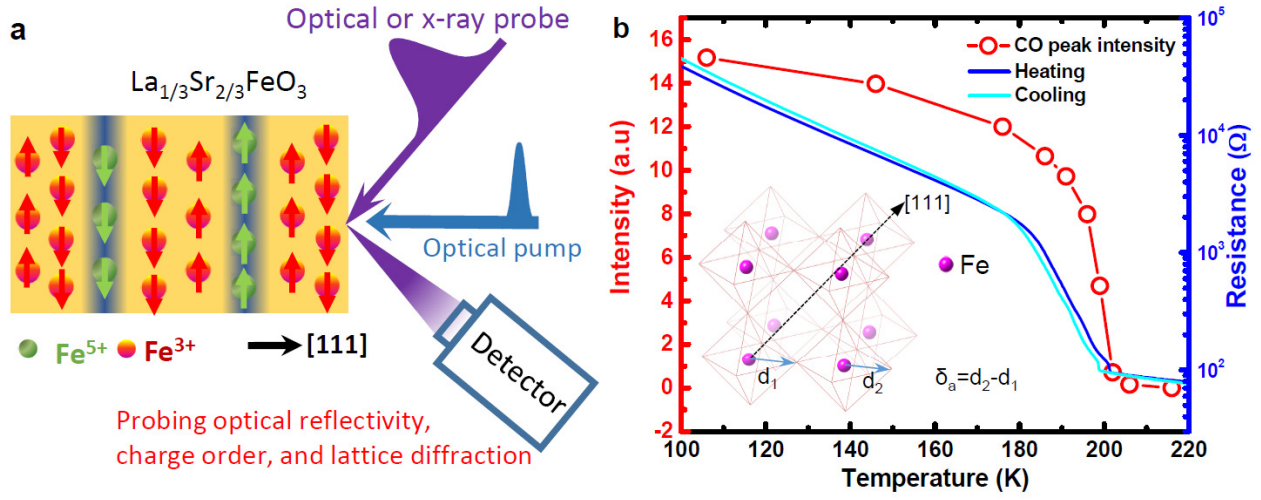 a
Optical or x-ray probe
La1/3Sr2/3FeO3
Optical pump
Fe5+ Fe3+ [111]
Detector
Probing optical reflectivity,
charge order, and lattice diffraction
b
CO peak intensity
Heating
Cooling
Intensity (a.u)
16
14
12
10
8
6
4
2
0
-2
100 120 140 160 180 200 220
Temperature (K)
10^5
10^4
10^3
10^2
Resistance (Ω)
[111]
Fe
d1 d2 δa=d2-d1